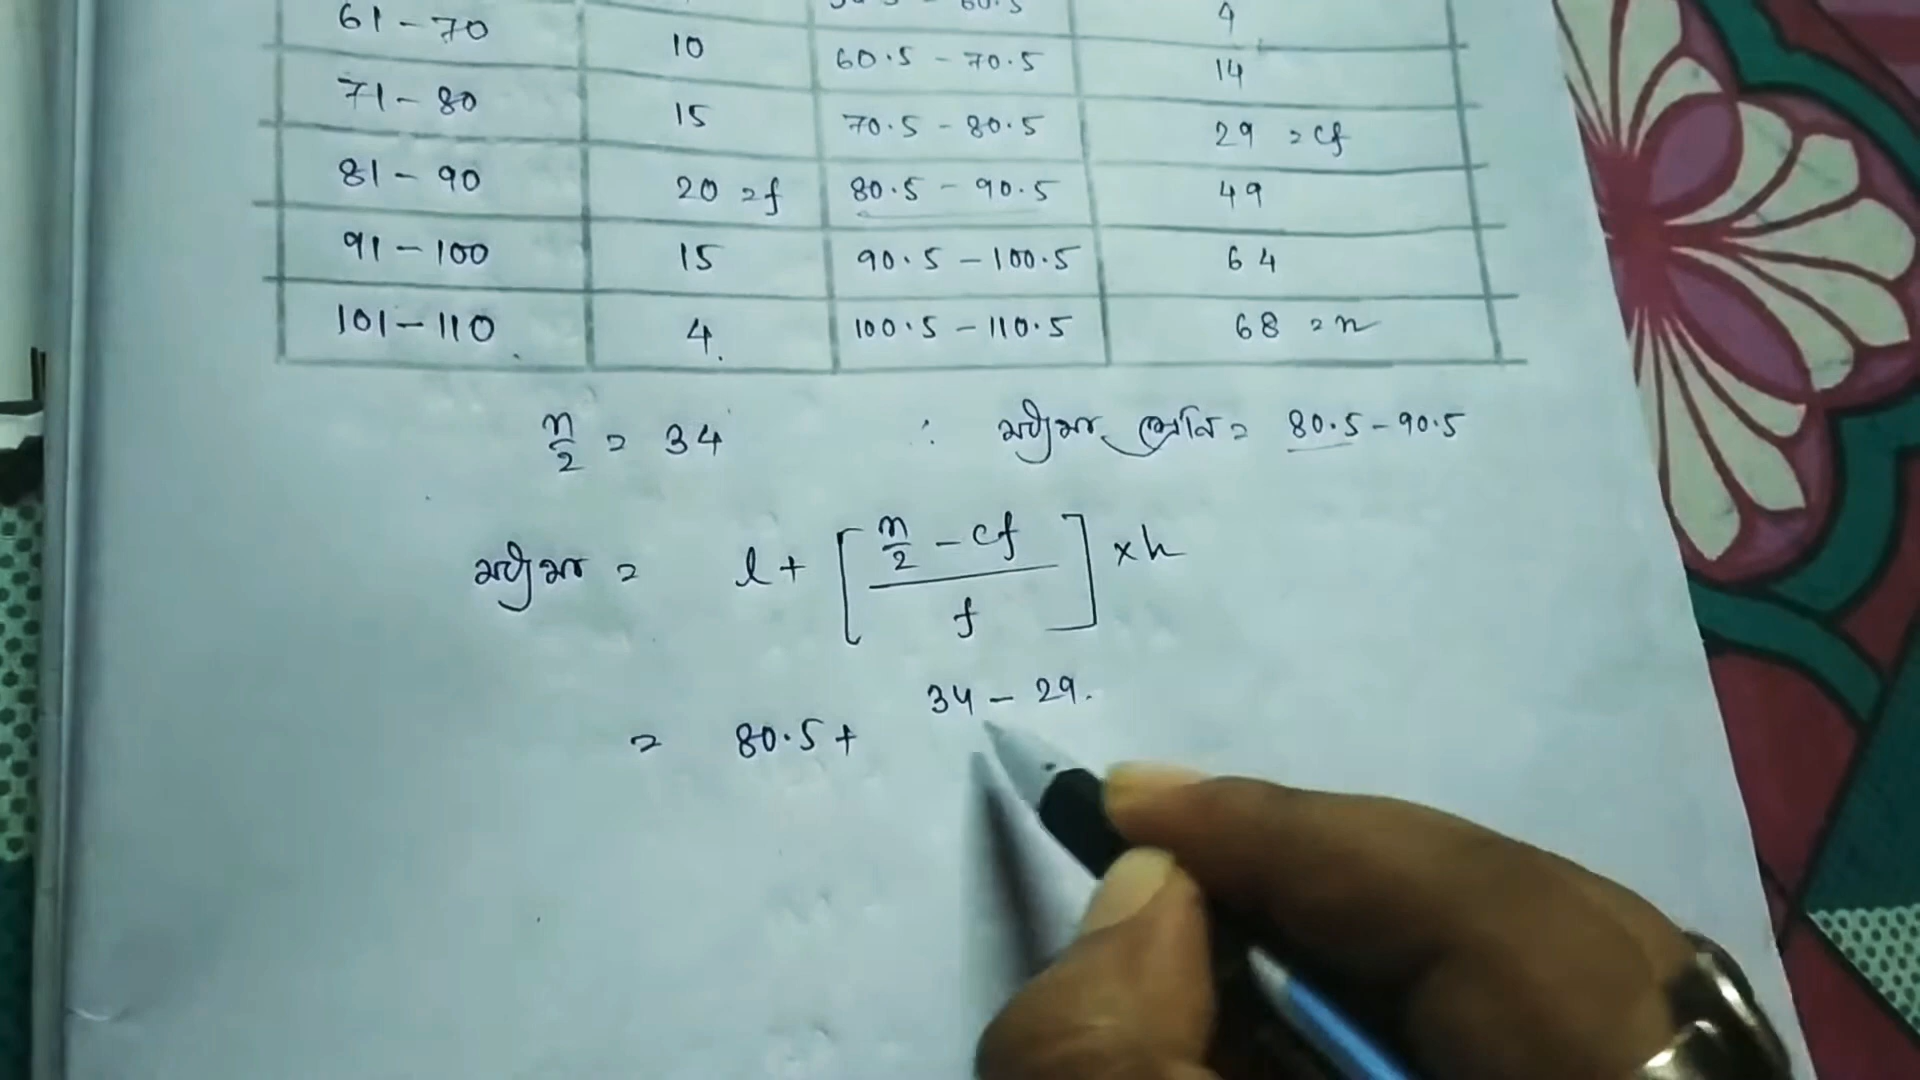 61 - 70 10 60.5 - 70.5 14
71 - 80 15 70.5 - 80.5 29 = cf
81 - 90 20 = f 80.5 - 90.5 49
91 - 100 15 90.5 - 100.5 64
101 - 110 4. 100.5 - 110.5 68 = n
n/2 = 34 ∴ মধ্যমা শ্রেনি = 80.5 - 90.5
মধ্যমা = l + [ (n/2 - cf) / f ] × h
= 80.5 + 34 - 29.